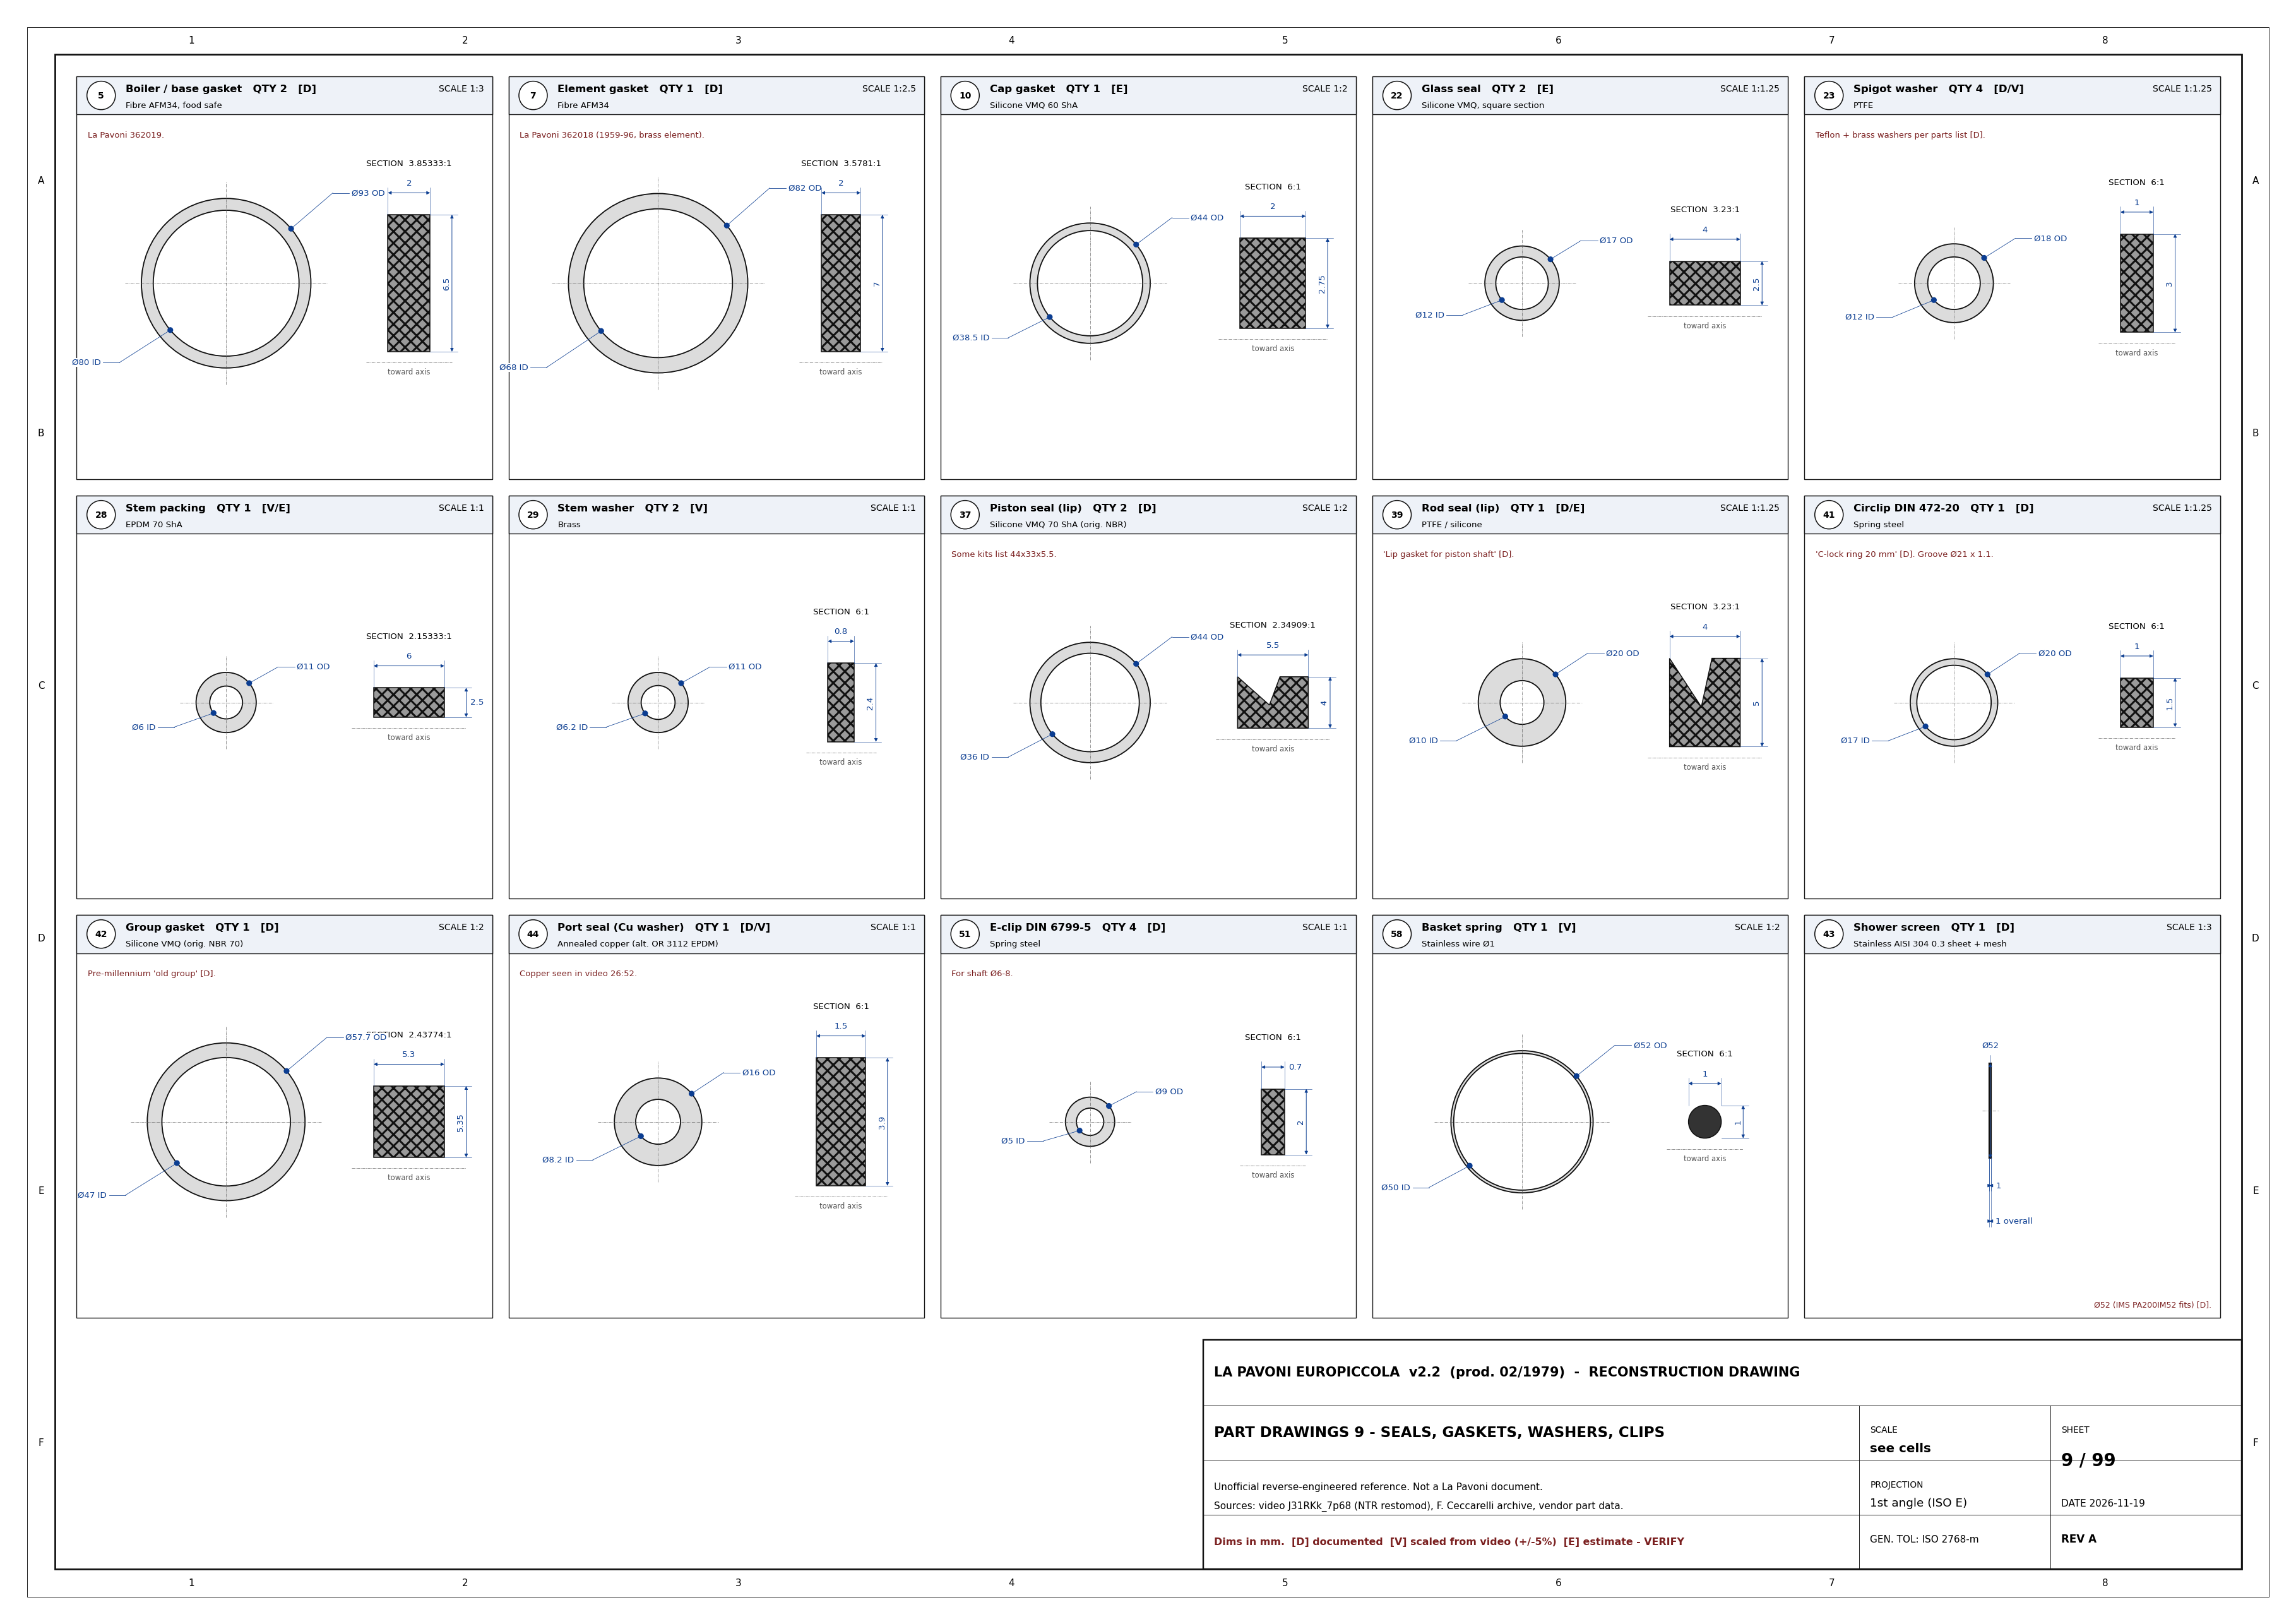 1 2 3 4 5 6 7 8
A
B
C
D
E
F
A
B
C
D
E
F
5 Boiler / base gasket QTY 2 [D] SCALE 1:3
Fibre AFM34, food safe
La Pavoni 362019.
SECTION 3.85333:1
2
Ø93 OD
6.5
Ø80 ID
toward axis
7 Element gasket QTY 1 [D] SCALE 1:2.5
Fibre AFM34
La Pavoni 362018 (1959-96, brass element).
SECTION 3.5781:1
2
Ø82 OD
7
Ø68 ID
toward axis
10 Cap gasket QTY 1 [E] SCALE 1:2
Silicone VMQ 60 ShA
SECTION 6:1
2
Ø44 OD
2.75
Ø38.5 ID
toward axis
22 Glass seal QTY 2 [E] SCALE 1:1.25
Silicone VMQ, square section
SECTION 3.23:1
4
Ø17 OD
2.5
Ø12 ID
toward axis
23 Spigot washer QTY 4 [D/V] SCALE 1:1.25
PTFE
Teflon + brass washers per parts list [D].
SECTION 6:1
1
Ø18 OD
3
Ø12 ID
toward axis
28 Stem packing QTY 1 [V/E] SCALE 1:1
EPDM 70 ShA
SECTION 2.15333:1
6
Ø11 OD
2.5
Ø6 ID
toward axis
29 Stem washer QTY 2 [V] SCALE 1:1
Brass
SECTION 6:1
0.8
Ø11 OD
2.4
Ø6.2 ID
toward axis
37 Piston seal (lip) QTY 2 [D] SCALE 1:2
Silicone VMQ 70 ShA (orig. NBR)
Some kits list 44x33x5.5.
SECTION 2.34909:1
Ø44 OD
5.5
4
Ø36 ID
toward axis
39 Rod seal (lip) QTY 1 [D/E] SCALE 1:1.25
PTFE / silicone
'Lip gasket for piston shaft' [D].
SECTION 3.23:1
4
Ø20 OD
5
Ø10 ID
toward axis
41 Circlip DIN 472-20 QTY 1 [D] SCALE 1:1.25
Spring steel
'C-lock ring 20 mm' [D]. Groove Ø21 x 1.1.
SECTION 6:1
1
Ø20 OD
1.5
Ø17 ID
toward axis
42 Group gasket QTY 1 [D] SCALE 1:2
Silicone VMQ (orig. NBR 70)
Pre-millennium 'old group' [D].
2.43774:1
Ø57.7 OD
5.3
5.35
Ø47 ID
toward axis
44 Port seal (Cu washer) QTY 1 [D/V] SCALE 1:1
Annealed copper (alt. OR 3112 EPDM)
Copper seen in video 26:52.
SECTION 6:1
1.5
Ø16 OD
3.9
Ø8.2 ID
toward axis
51 E-clip DIN 6799-5 QTY 4 [D] SCALE 1:1
Spring steel
For shaft Ø6-8.
SECTION 6:1
0.7
Ø9 OD
2
Ø5 ID
toward axis
58 Basket spring QTY 1 [V] SCALE 1:2
Stainless wire Ø1
Ø52 OD
SECTION 6:1
1
1
Ø50 ID
toward axis
43 Shower screen QTY 1 [D] SCALE 1:3
Stainless AISI 304 0.3 sheet + mesh
Ø52
1
1 overall
Ø52 (IMS PA200IM52 fits) [D].
LA PAVONI EUROPICCOLA v2.2 (prod. 02/1979) - RECONSTRUCTION DRAWING
PART DRAWINGS 9 - SEALS, GASKETS, WASHERS, CLIPS
SCALE
see cells
SHEET
9 / 99
Unofficial reverse-engineered reference. Not a La Pavoni document.
Sources: video J31RKk_7p68 (NTR restomod), F. Ceccarelli archive, vendor part data.
PROJECTION
1st angle (ISO E)
DATE 2026-11-19
Dims in mm. [D] documented [V] scaled from video (+/-5%) [E] estimate - VERIFY
GEN. TOL: ISO 2768-m
REV A
1 2 3 4 5 6 7 8